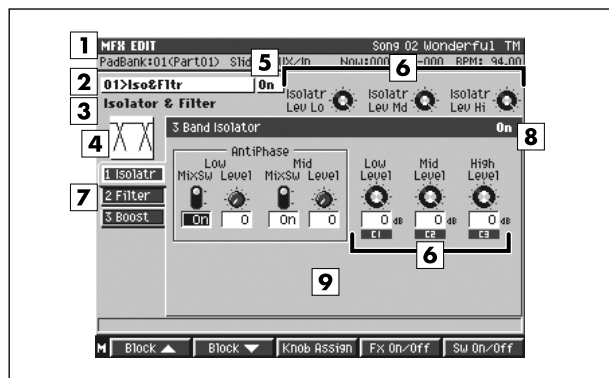 1 MFX EDIT Song 02 Wonderful TM
PadBank:01(Part01) Now:000 -000 BPM: 94.00
5 6
2 01>Iso&Fltr On
3 Isolator & Filter
Isolatr Lev Lo Isolatr Lev Md Isolatr Lev Hi
4 3 Band Isolator On 8
AntiPhase
Low Mid Low Mid High
MixSw Level MixSw Level Level Level Level
1 Isolatr
7 2 Filter
3 Boost
On 0 On 0 0 dB 0 dB 0 dB
C1 C2 C3
6
9
M Block ▲ Block ▼ Knob Assign FX On/Off Sw On/Off